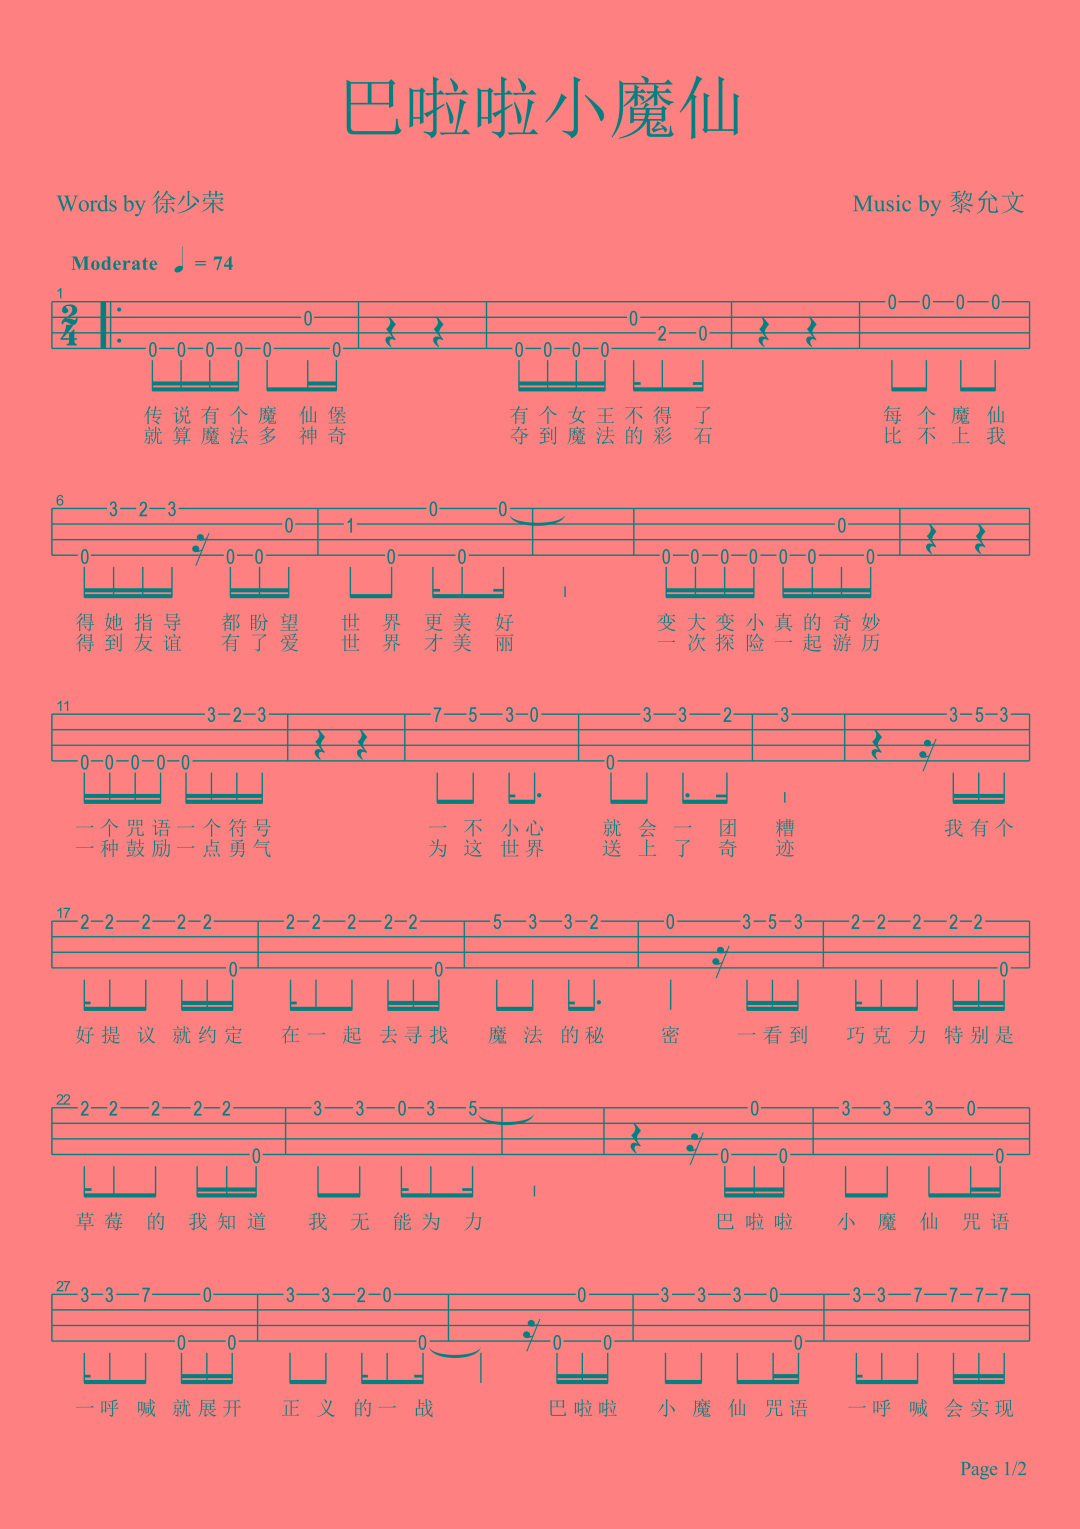 巴啦啦小魔仙
Words by 徐少荣
Music by 黎允文
Moderate = 74
1
2
4
0 0 0 0 0 0 0 0 0 0 0 0 2 0 0 0 0 0
传说有个魔仙堡 有个女王不得了 每个魔仙
就算魔法多神奇 夺到魔法的彩石 比不上我
6
0 3 2 3 0 0 0 1 0 0 0 0 0 0 0 0 0 0 0 0
得她指导 都盼望 世界更美好 变大变小真的奇妙
得到友谊 有了爱 世界才美丽 一次探险一起游历
11
0 0 0 0 0 3 2 3 7 5 3 0 0 3 3 2 3 3 5 3
一个咒语一个符号 一不小心 就会一团糟 我有个
一种鼓励一点勇气 为这世界 送上了奇迹
17
2 2 2 2 2 0 2 2 2 2 2 0 5 3 3 2 0 3 5 3 2 2 2 2 2 0
好提议就约定 在一起去寻找 魔法的秘密 一看到 巧克力特别是
22
2 2 2 2 2 0 3 3 0 3 5 0 0 0 3 3 3 0 0
草莓的我知道 我无能为力 巴啦啦 小魔仙咒语
27
3 3 7 0 0 0 3 3 2 0 0 0 0 0 3 3 3 0 0 3 3 7 7 7 7
一呼喊就展开 正义的一战 巴啦啦 小魔仙咒语 一呼喊会实现
Page 1/2